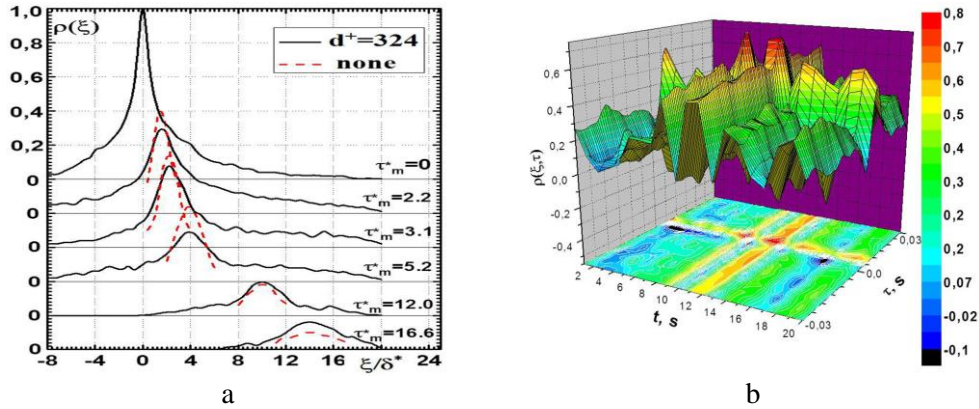 1,0
ρ(ξ)
0,8
0,6
0,4
0,2
0
0
0
0
0
0
d⁺=324
none
τ*m=0
τ*m=2.2
τ*m=3.1
τ*m=5.2
τ*m=12.0
τ*m=16.6
-8 -4 0 4 8 12 16 20 24
ξ/δ*
a
0,6
0,4
0,2
0,0
-0,2
-0,4
ρ(ξ,τ)
2 4 6 8 10 12 14 16 18 20
t, s
-0,03
0,0
0,03
τ, s
0,8
0,7
0,6
0,5
0,4
0,3
0,2
0,07
-0,02
-0,1
b